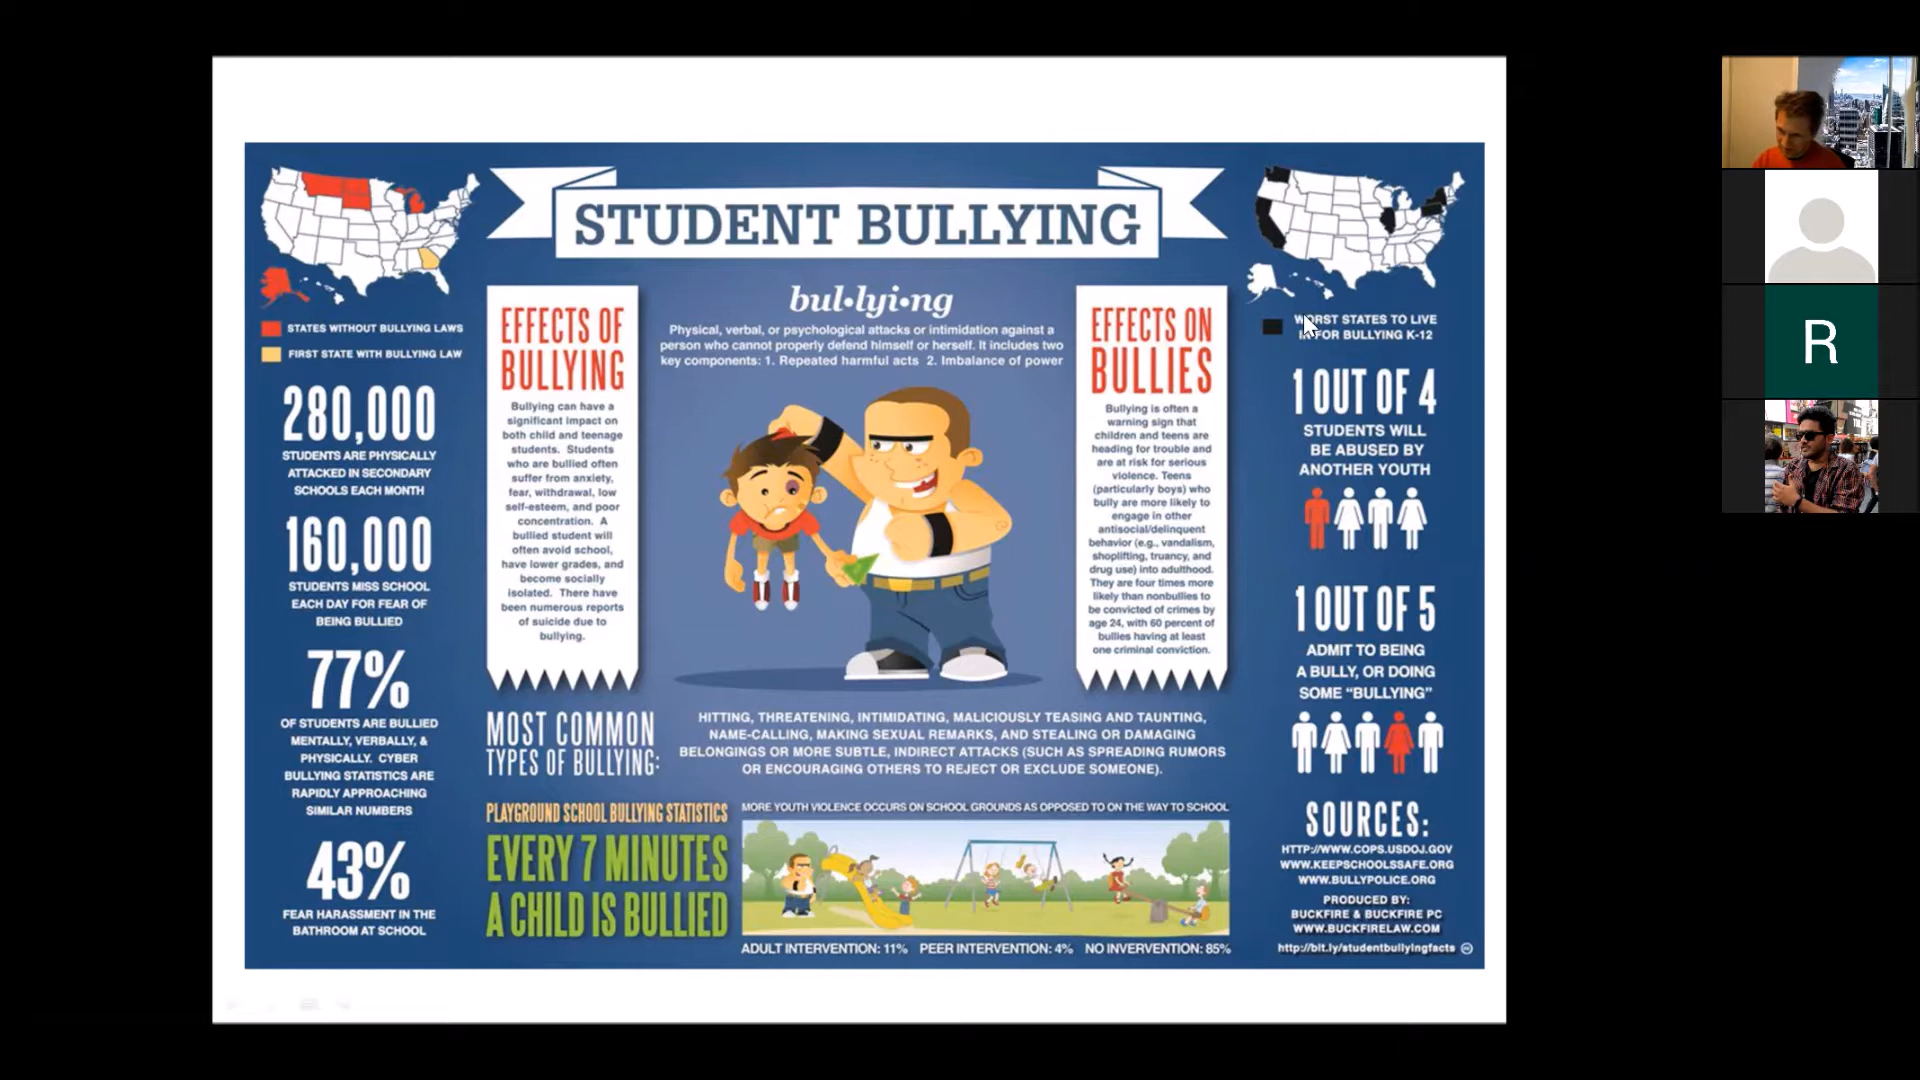 STUDENT BULLYING
STATES WITHOUT BULLYING LAWS
FIRST STATE WITH BULLYING LAW
280,000
STUDENTS ARE PHYSICALLY
ATTACKED IN SECONDARY
SCHOOLS EACH MONTH
160,000
STUDENTS MISS SCHOOL
EACH DAY FOR FEAR OF
BEING BULLIED
77%
OF STUDENTS ARE BULLIED
MENTALLY, VERBALLY, &
PHYSICALLY. CYBER
BULLYING STATISTICS ARE
RAPIDLY APPROACHING
SIMILAR NUMBERS
43%
FEAR HARASSMENT IN THE
BATHROOM AT SCHOOL
EFFECTS OF
BULLYING
Bullying can have a
significant impact on
both child and teenage
students. Students
who are bullied often
suffer from anxiety,
fear, withdrawal, low
self-esteem, and poor
concentration. A
bullied student will
often avoid school,
have lower grades, and
become socially
isolated. There have
been numerous reports
of suicide due to
bullying.
bul•lyi•ng
Physical, verbal, or psychological attacks or intimidation against a
person who cannot properly defend himself or herself. It includes two
key components: 1. Repeated harmful acts 2. Imbalance of power
EFFECTS ON
BULLIES
Bullying is often a
warning sign that
children and teens are
heading for trouble and
are at risk for serious
violence. Teens
(particularly boys) who
bully are more likely to
engage in other
antisocial/delinquent
behavior (e.g., vandalism,
shoplifting, truancy, and
drug use) into adulthood.
They are four times more
likely than nonbullies to
be convicted of crimes by
age 24, with 60 percent of
bullies having at least
one criminal conviction.
MOST COMMON
TYPES OF BULLYING:
HITTING, THREATENING, INTIMIDATING, MALICIOUSLY TEASING AND TAUNTING,
NAME-CALLING, MAKING SEXUAL REMARKS, AND STEALING OR DAMAGING
BELONGINGS OR MORE SUBTLE, INDIRECT ATTACKS (SUCH AS SPREADING RUMORS
OR ENCOURAGING OTHERS TO REJECT OR EXCLUDE SOMEONE).
PLAYGROUND SCHOOL BULLYING STATISTICS
EVERY 7 MINUTES
A CHILD IS BULLIED
MORE YOUTH VIOLENCE OCCURS ON SCHOOL GROUNDS AS OPPOSED TO ON THE WAY TO SCHOOL
ADULT INTERVENTION: 11% PEER INTERVENTION: 4% NO INVERVENTION: 85%
WORST STATES TO LIVE
IN FOR BULLYING K-12
1 OUT OF 4
STUDENTS WILL
BE ABUSED BY
ANOTHER YOUTH
1 OUT OF 5
ADMIT TO BEING
A BULLY, OR DOING
SOME “BULLYING”
SOURCES:
HTTP://WWW.COPS.USDOJ.GOV
WWW.KEEPSCHOOLSSAFE.ORG
WWW.BULLYPOLICE.ORG
PRODUCED BY:
BUCKFIRE & BUCKFIRE PC
WWW.BUCKFIRELAW.COM
http://bit.ly/studentbullyingfacts
R